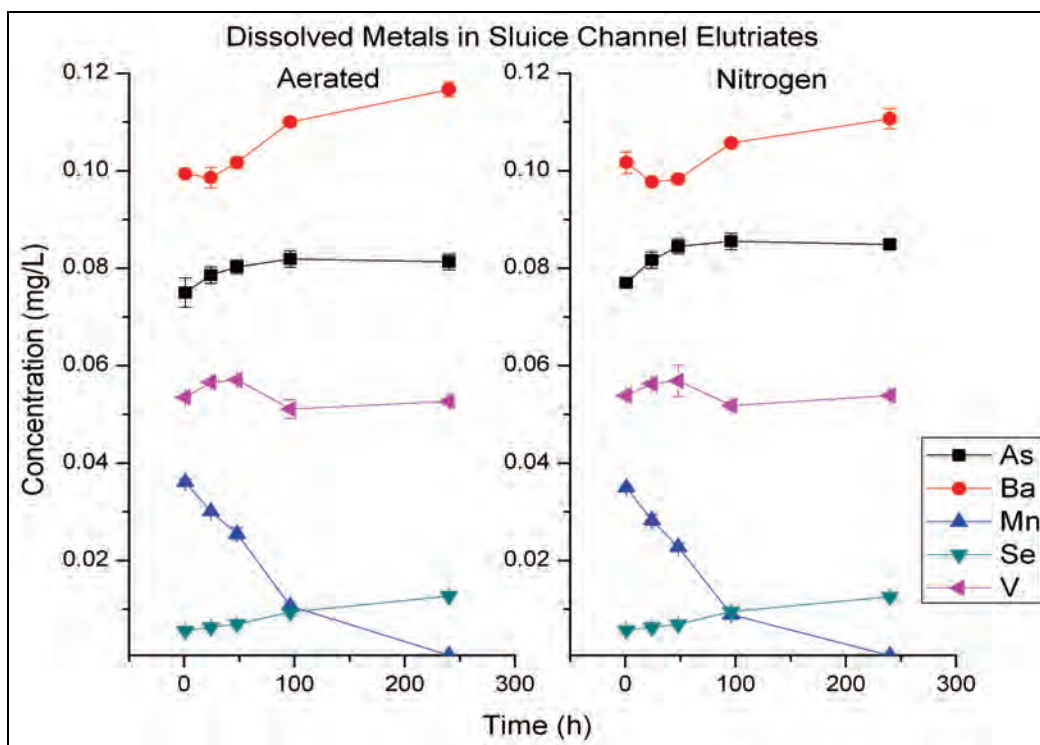 Dissolved Metals in Sluice Channel Elutriates
Aerated
Nitrogen
0.12
0.10
0.08
0.06
0.04
0.02
Concentration (mg/L)
0.12
0.10
0.08
0.06
0.04
0.02
0 100 200 300
0 100 200 300
Time (h)
As
Ba
Mn
Se
V